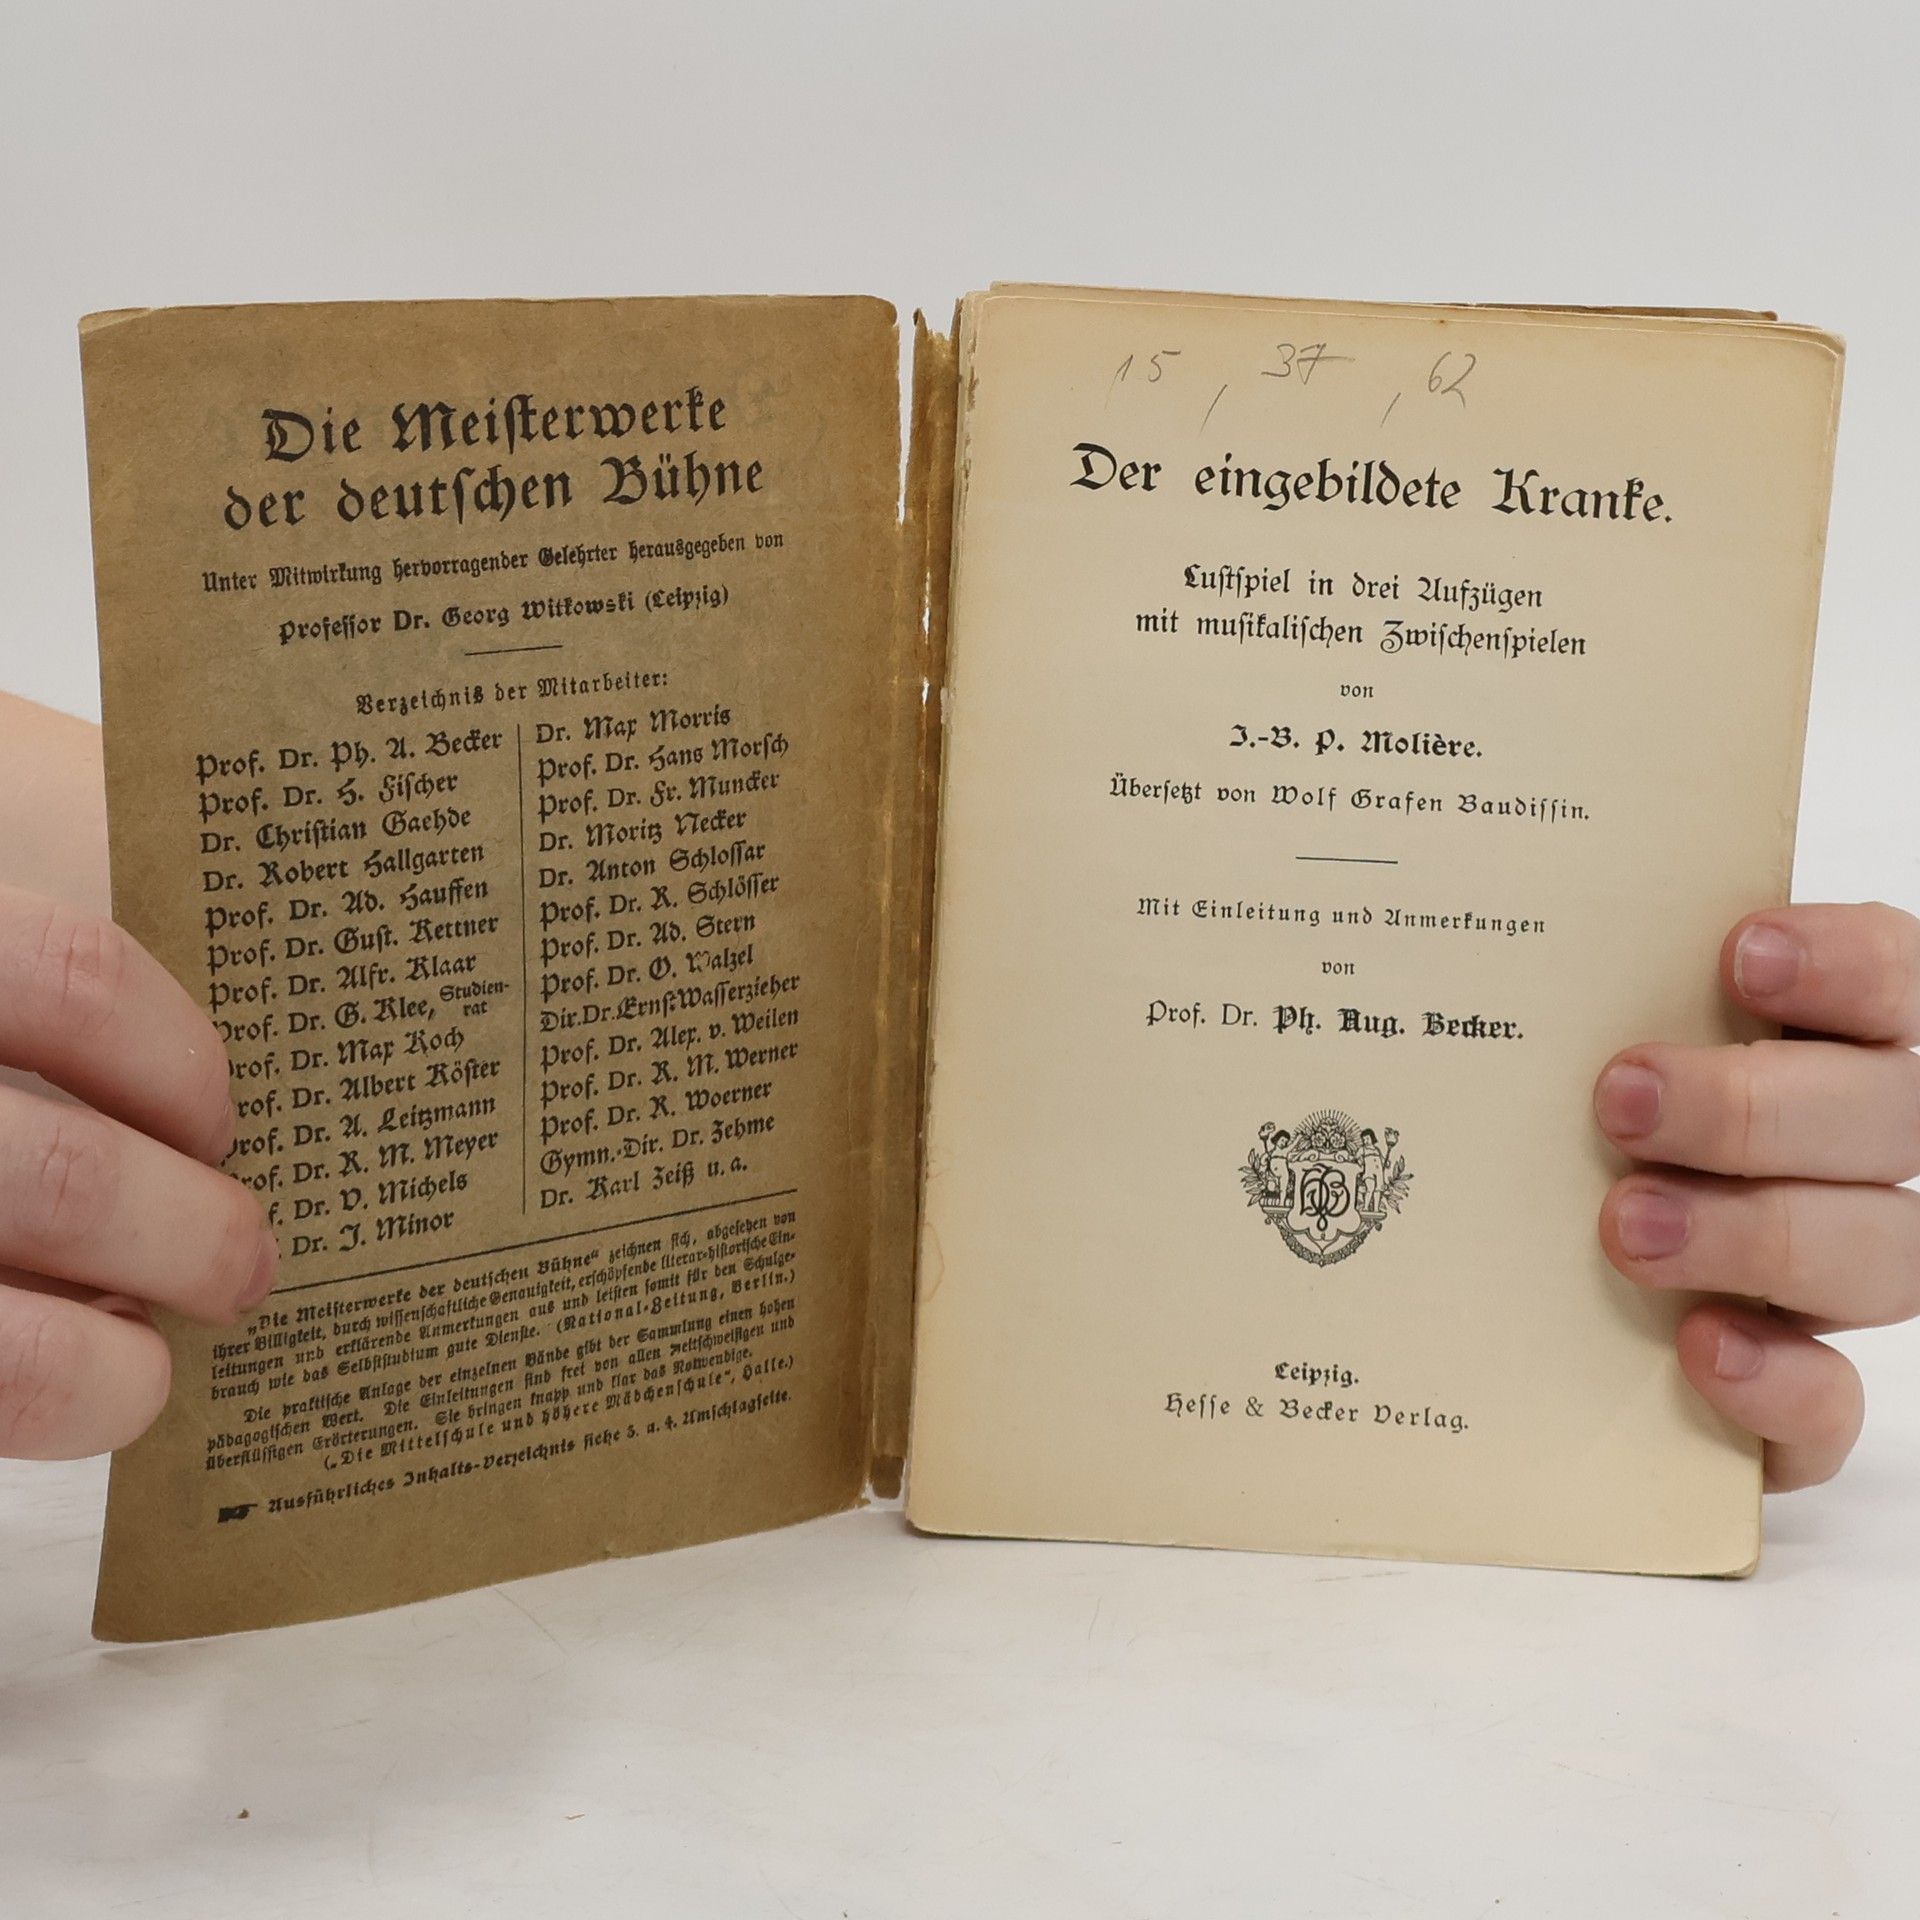 Die Meisterwerke
der deutschen Bühne
Unter Mitwirkung hervorragender Gelehrter herausgegeben von
Professor Dr. Georg Witkowski (Leipzig)
Verzeichnis der Mitarbeiter:
Prof. Dr. Ph. A. Becker
Prof. Dr. H. Fischer
Dr. Christian Gaehde
Dr. Robert Hallgarten
Prof. Dr. Ad. Hauffen
Prof. Dr. Gust. Kettner
Prof. Dr. Alfr. Klaar
Prof. Dr. G. Klee, Studien-
rat
rof. Dr. Max Koch
rof. Dr. Albert Köster
Prof. Dr. A. Leitzmann
rof. Dr. R. M. Meyer
f. Dr. V. Michels
Dr. J. Minor
Dr. Max Morris
Prof. Dr. Hans Morsch
Prof. Dr. Fr. Muncker
Dr. Moritz Necker
Dr. Anton Schlossar
Prof. Dr. R. Schlösser
Prof. Dr. Ad. Stern
Prof. Dr. O. Walzel
Dir. Dr. Ernst Wasserzieher
Prof. Dr. Alex. v. Weilen
Prof. Dr. R. M. Werner
Prof. Dr. R. Woerner
Gymn.-Dir. Dr. Zehme
Dr. Karl Zeiß u. a.
„Die Meisterwerke der deutschen Bühne“ zeichnen sich, abgesehen von
ihrer Billigkeit, durch wissenschaftliche Genauigkeit, erschöpfende literar-historische Ein-
leitungen und erklärende Anmerkungen aus und leisten somit für den Schulge-
brauch wie das Selbststudium gute Dienste. (National-Zeitung, Berlin.)
Die praktische Anlage der einzelnen Bände gibt der Sammlung einen hohen
pädagogischen Wert. Die Einleitungen sind frei von allen weitschweifigen und
überflüssigen Erörterungen. Sie bringen knapp und klar das Notwendige.
(„Die Mittelschule und höhere Mädchenschule“, Halle.)
Ausführliches Inhalts-Verzeichnis siehe 3. u. 4. Umschlagseite.
15, 37, 62
Der eingebildete Kranke.
Lustspiel in drei Aufzügen
mit musikalischen Zwischenspielen
von
J.-B. P. Molière.
Übersetzt von Wolf Grafen Baudissin.
Mit Einleitung und Anmerkungen
von
Prof. Dr. Ph. Aug. Becker.
Leipzig.
Hesse & Becker Verlag.